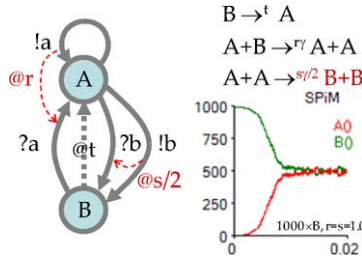 !a
@r
A
?a
@t
?b
!b
@s/2
B
B →ᵗ A
A+B →ʳᵞ A+A
A+A →ˢᵞ/² B+B
SPiM
1000
A()
B()
750
500
250
0
1000×B, r=s=1.0
0
0.02